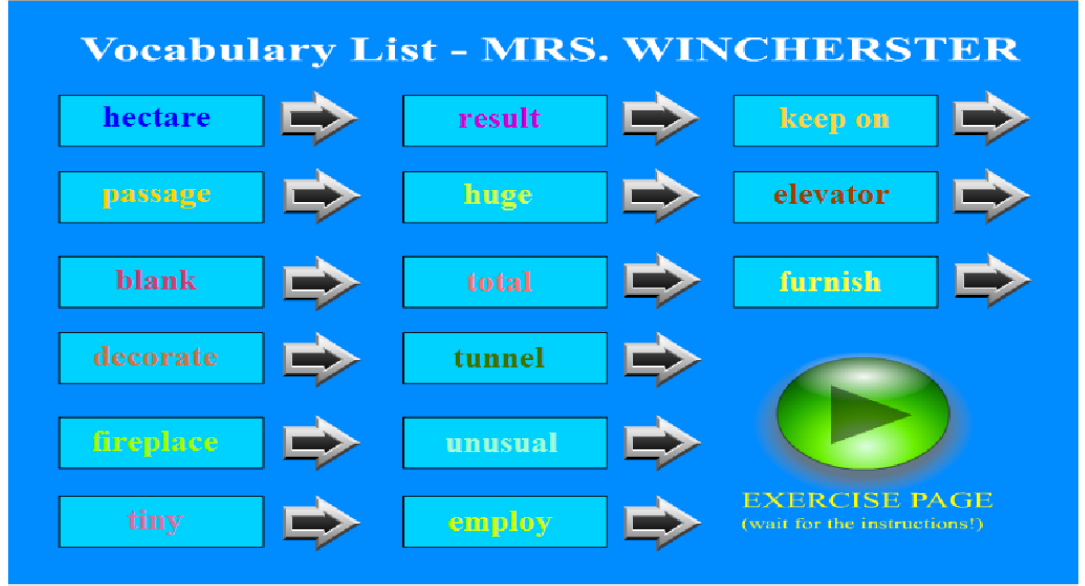 Vocabulary List - MRS. WINCHERSTER
hectare
result
keep on
passage
huge
elevator
blank
total
furnish
decorate
tunnel
fireplace
unusual
tiny
employ
EXERCISE PAGE
(wait for the instructions!)